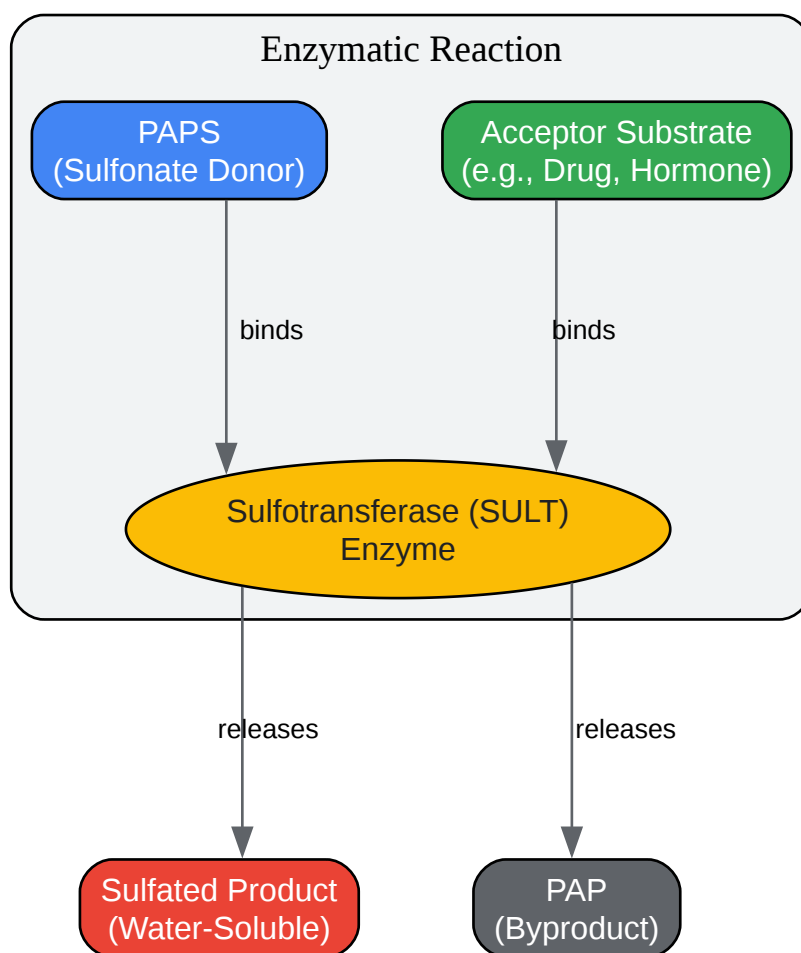 Enzymatic Reaction
PAPS
(Sulfonate Donor)
Acceptor Substrate
(e.g., Drug, Hormone)
binds
binds
Sulfotransferase (SULT)
Enzyme
releases
releases
Sulfated Product
(Water-Soluble)
PAP
(Byproduct)